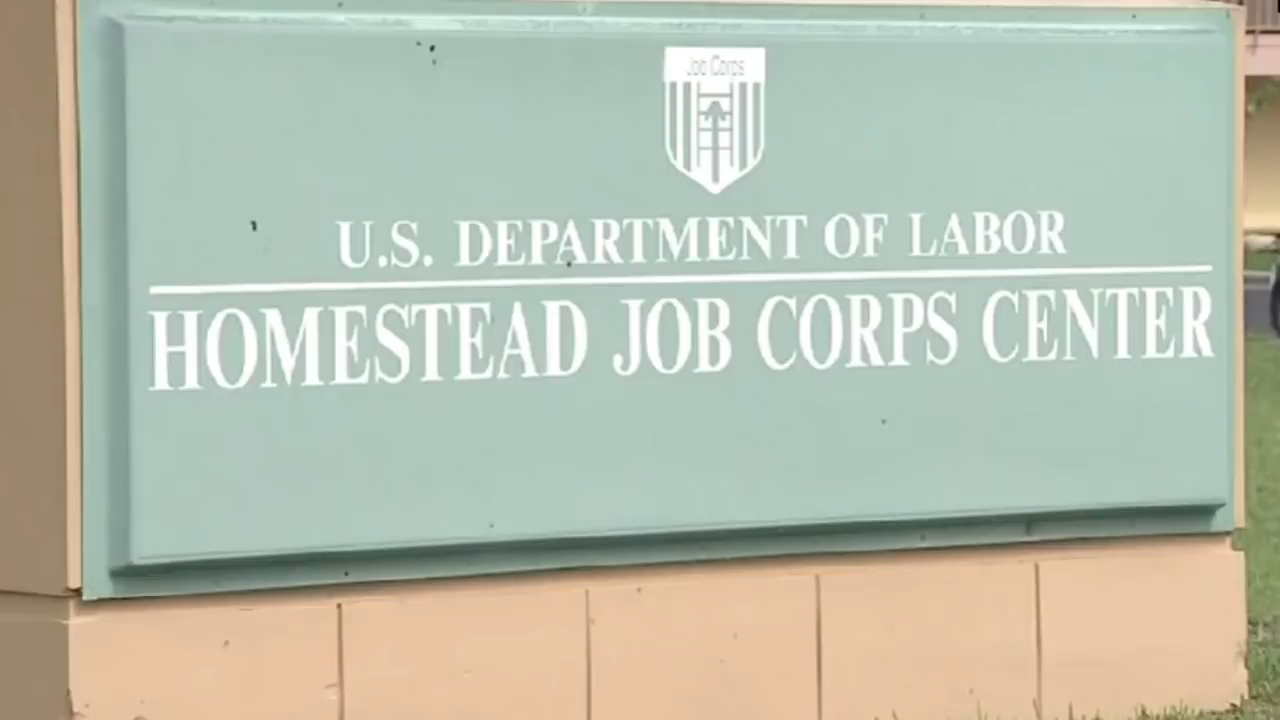 Job Corps
U.S. DEPARTMENT OF LABOR
HOMESTEAD JOB CORPS CENTER